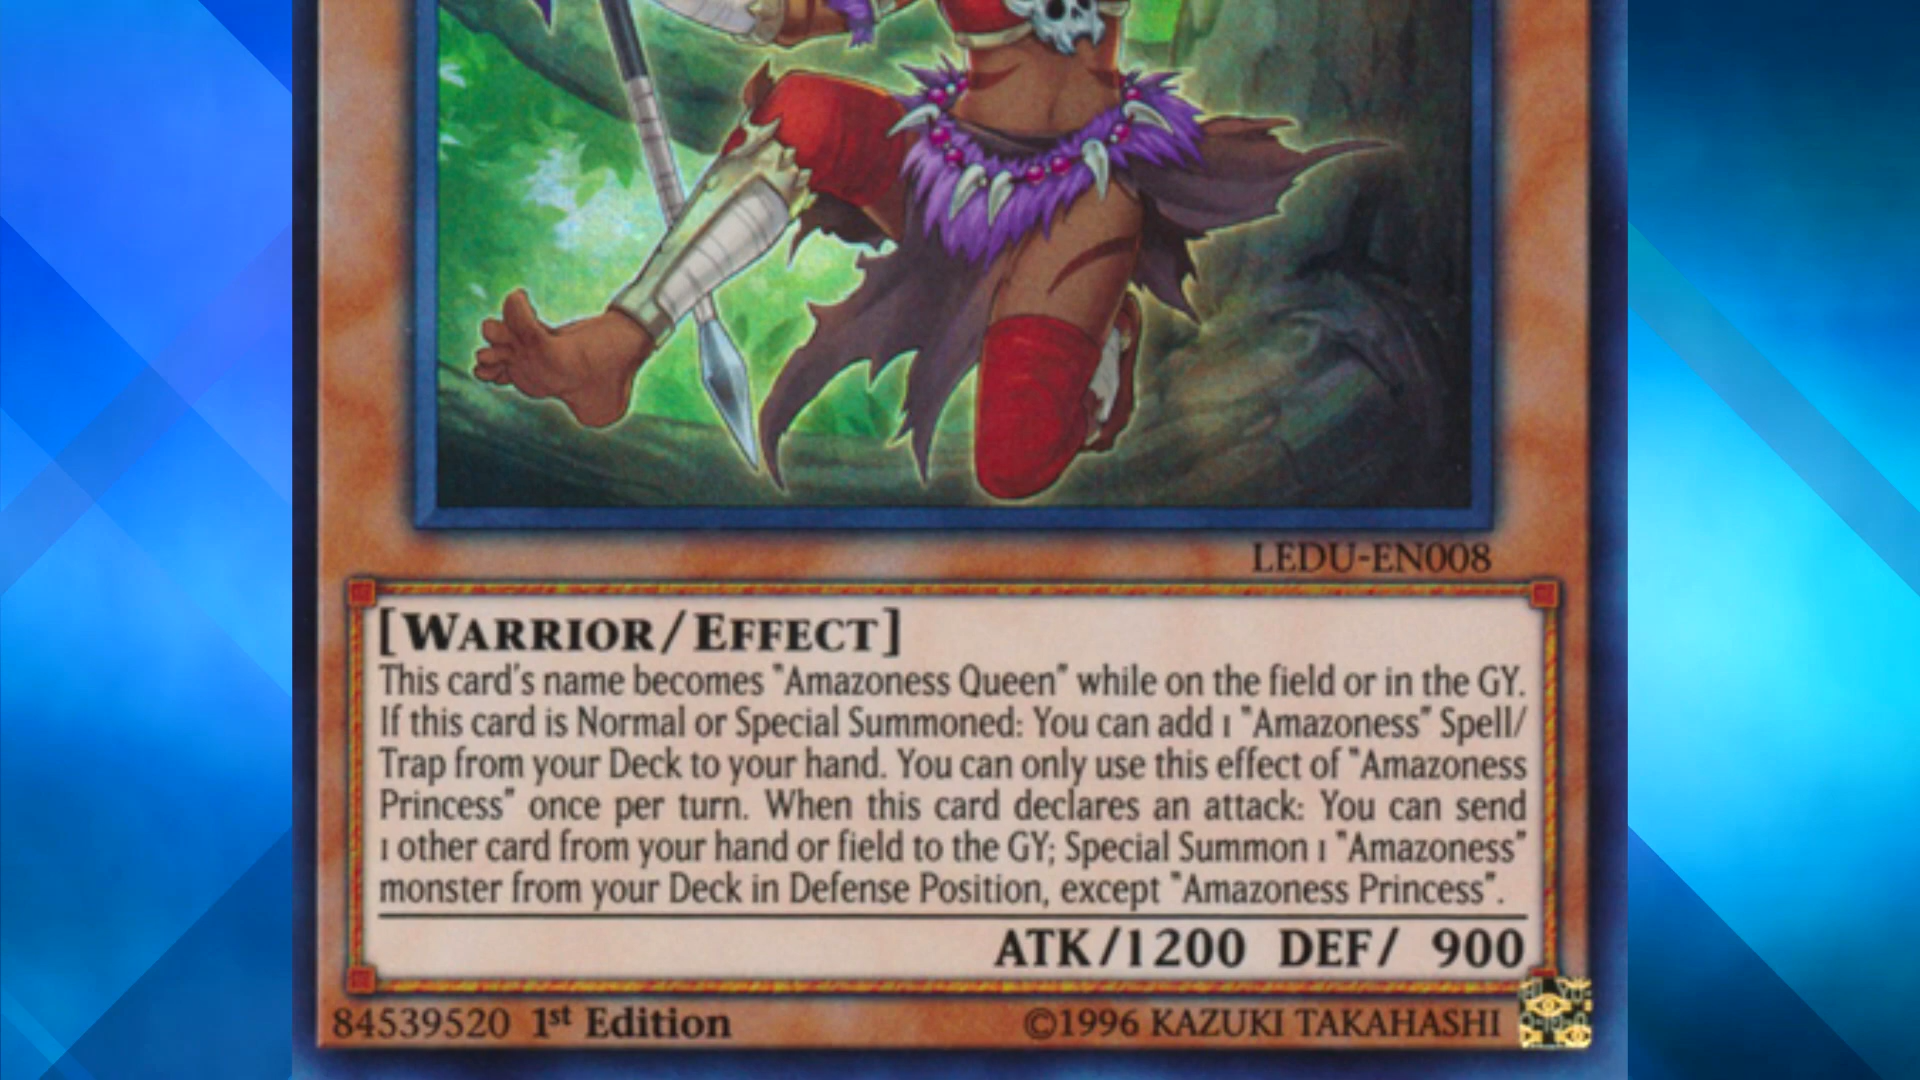 LEDU-EN008
[WARRIOR/EFFECT]
This card's name becomes "Amazoness Queen" while on the field or in the GY.
If this card is Normal or Special Summoned: You can add 1 "Amazoness" Spell/
Trap from your Deck to your hand. You can only use this effect of "Amazoness
Princess" once per turn. When this card declares an attack: You can send
1 other card from your hand or field to the GY; Special Summon 1 "Amazoness"
monster from your Deck in Defense Position, except "Amazoness Princess".
ATK/1200 DEF/ 900
84539520 1st Edition ©1996 KAZUKI TAKAHASHI